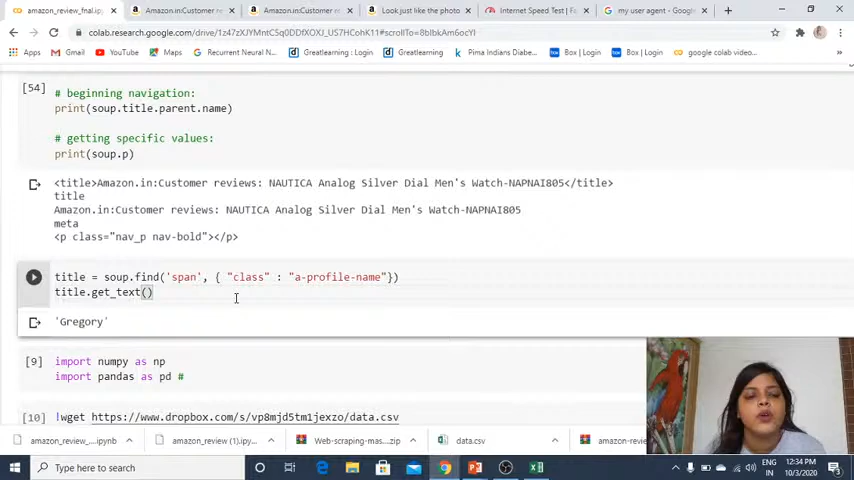 amazon_review_fnal.ipyn
Amazon.in:Customer re
Amazon.in:Customer re
Look just like the photo
Internet Speed Test | F
my user agent - Google
colab.research.google.com/drive/
Apps
Gmail
YouTube
Maps
Recurrent Neural N...
Greatlearning : Login
Greatlearning | Login
Pima Indians Diabe...
Box | Login
Box | Login
google colab video...
[54]
# beginning navigation:
print(soup.title.parent.name)
# getting specific values:
print(soup.p)
<title>Amazon.in:Customer reviews: NAUTICA Analog Silver Dial Men's Watch-NAPNAI805</title>
title
Amazon.in:Customer reviews: NAUTICA Analog Silver Dial Men's Watch-NAPNAI805
meta
<p class="nav_p nav-bold"></p>
title = soup.find('span', { "class" : "a-profile-name"})
title.get_text()
'Gregory'
[9] import numpy as np
import pandas as pd #
[10] !wget https://www.dropbox.com/s/vp8mjd5tm1jexzo/data.csv
amazon_review_....ipynb
amazon_review (1)....ipynb
Web-scraping-mas....zip
data.csv
amazon-re
Type here to search
ENG
IN
12:34 PM
10/3/2020